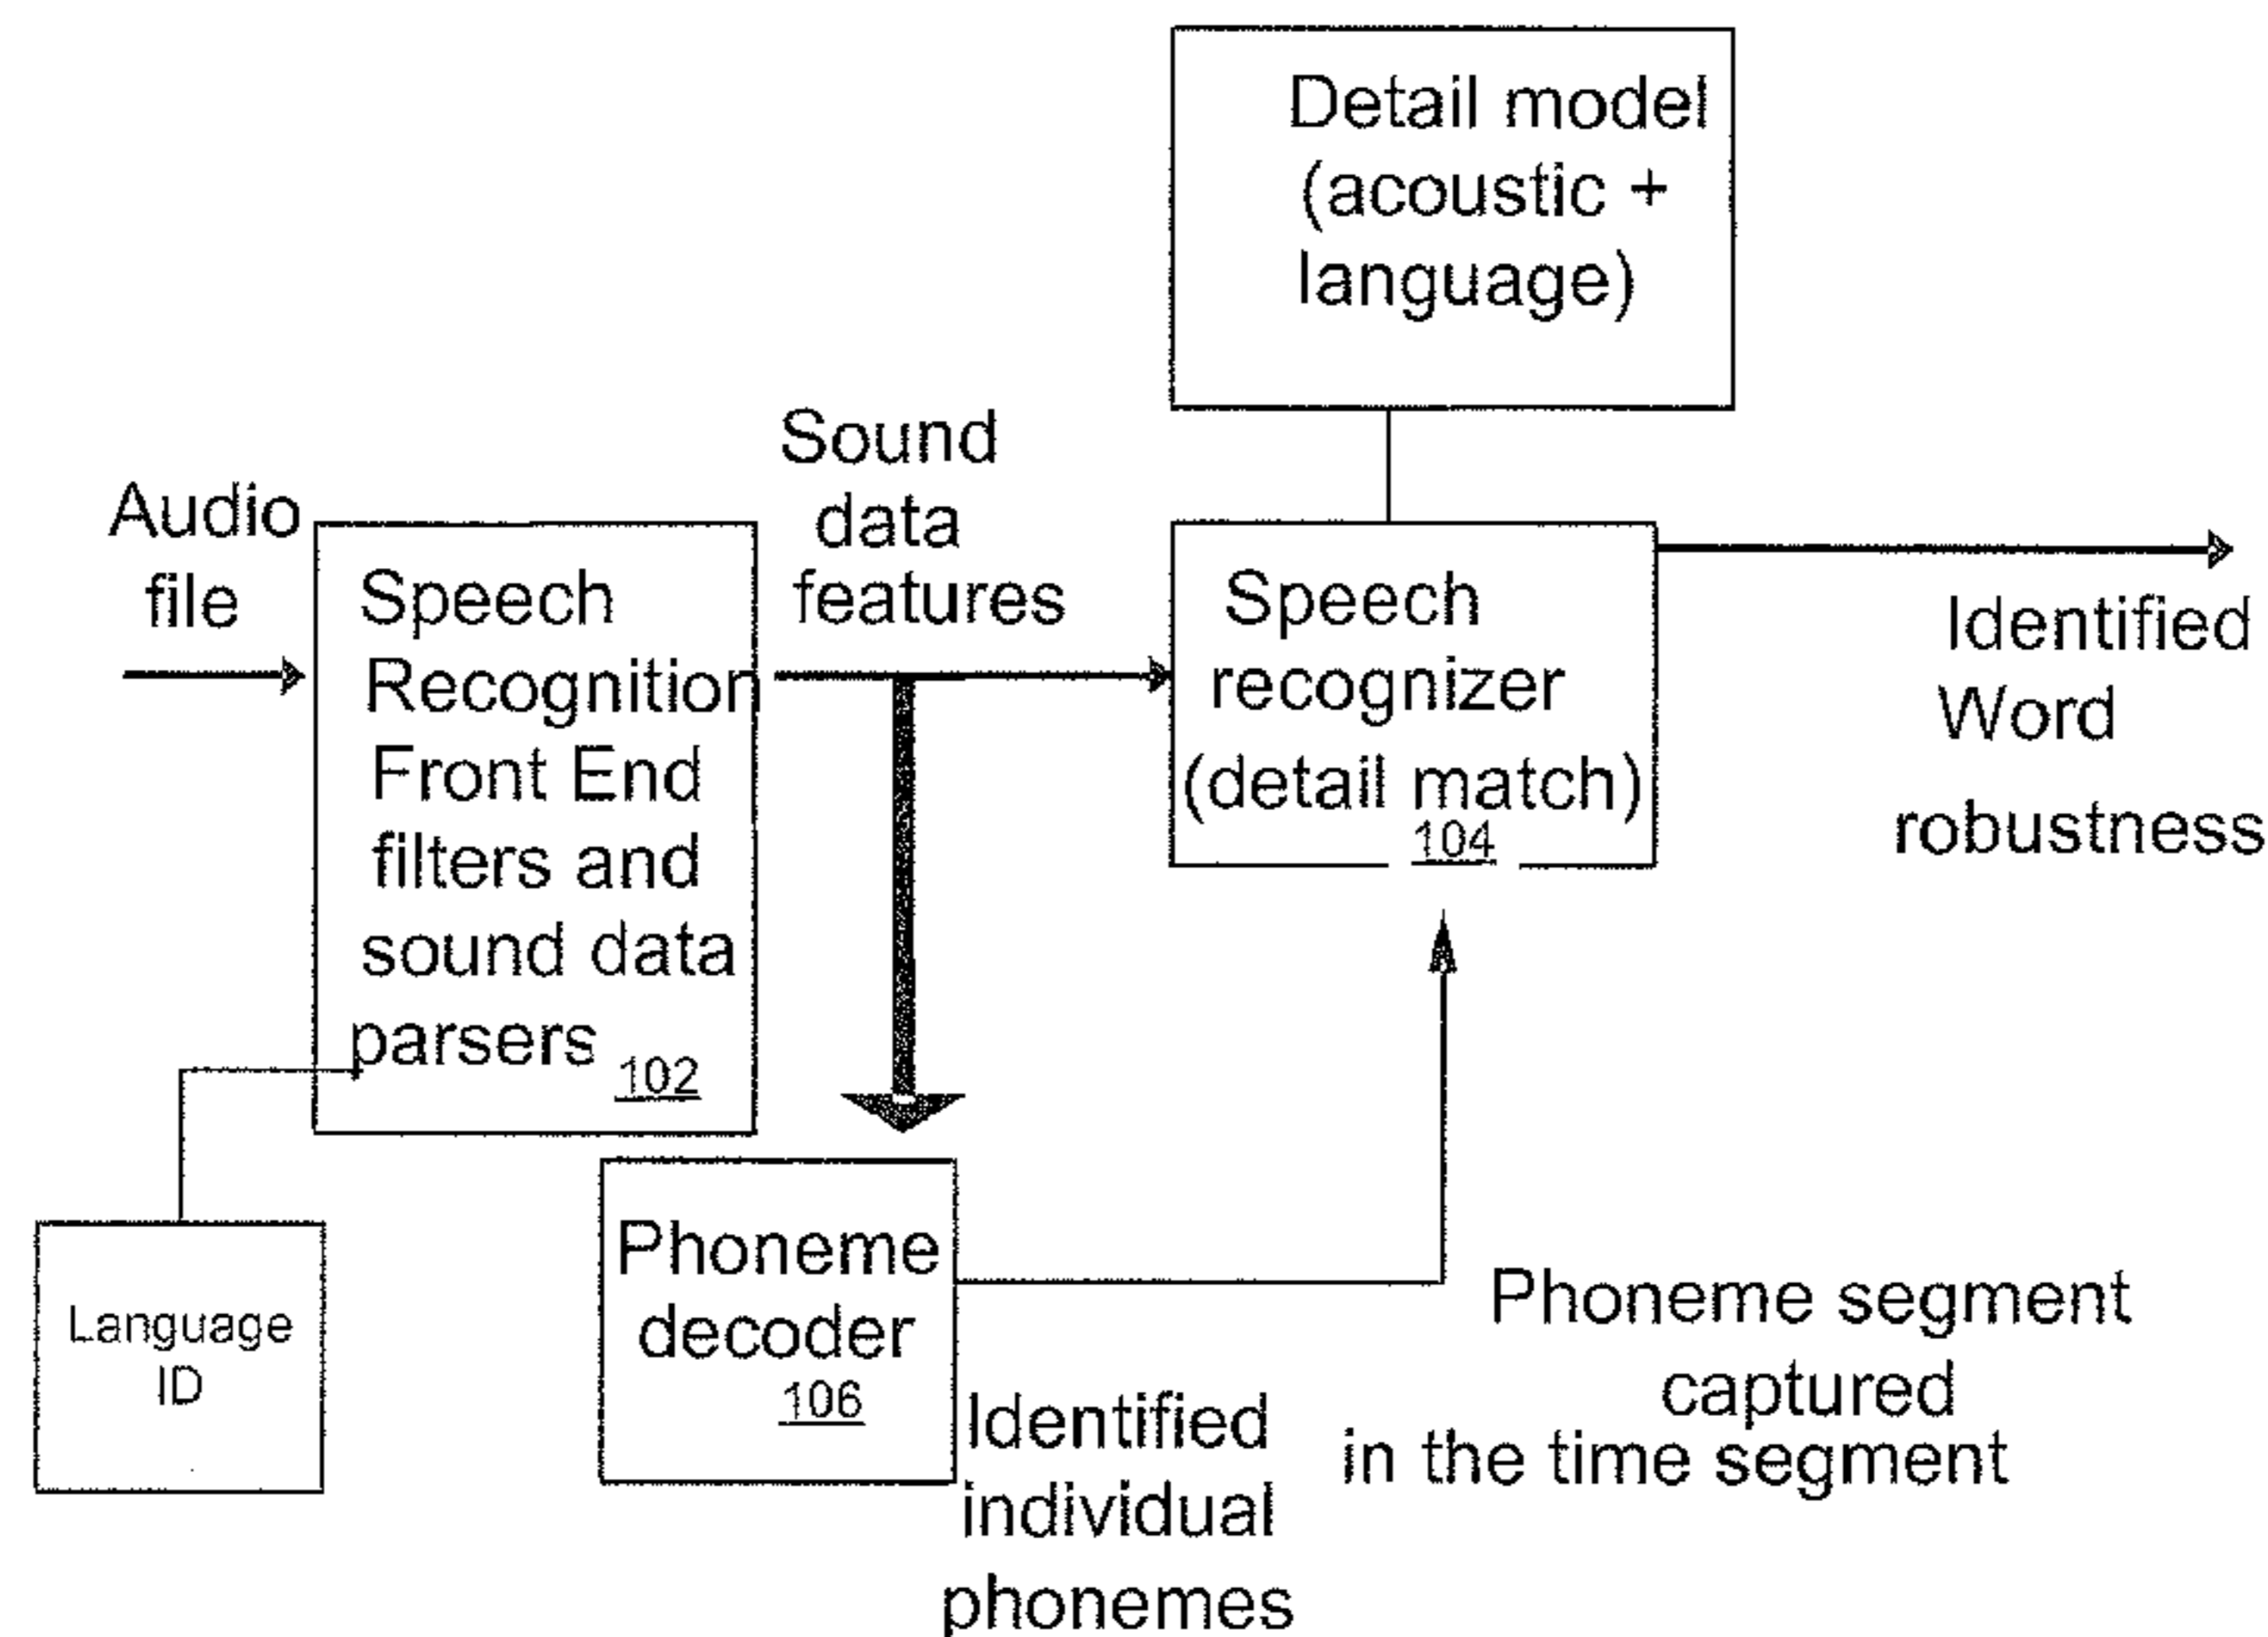 Detail model
(acoustic +
language)
Sound
data
features
Audio
file
Speech
Recognition
Front End
filters and
sound data
parsers 102
Speech
recognizer
(detail match)
104
Identified
Word
robustness
Language
ID
Phoneme
decoder
106
Identified
individual
phonemes
Phoneme segment
captured
in the time segment